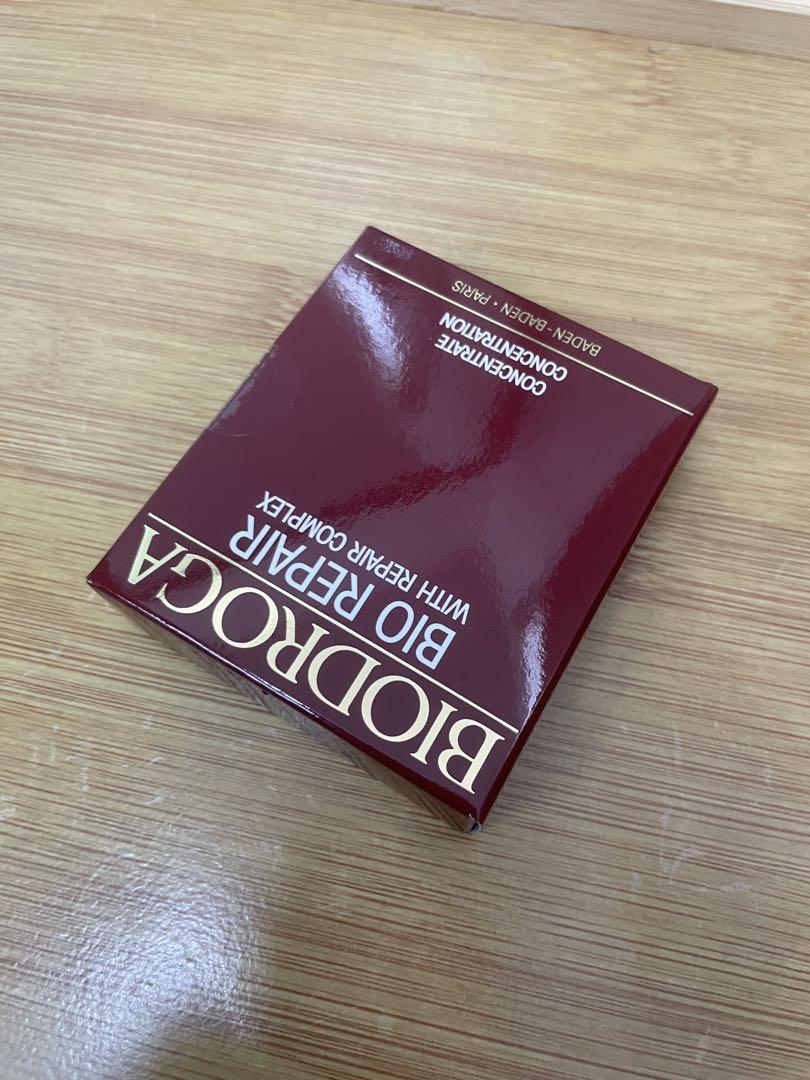 BIODROGA
BIO REPAIR
WITH REPAIR COMPLEX
CONCENTRATE
CONCENTRATION
BADEN-BADEN • PARIS